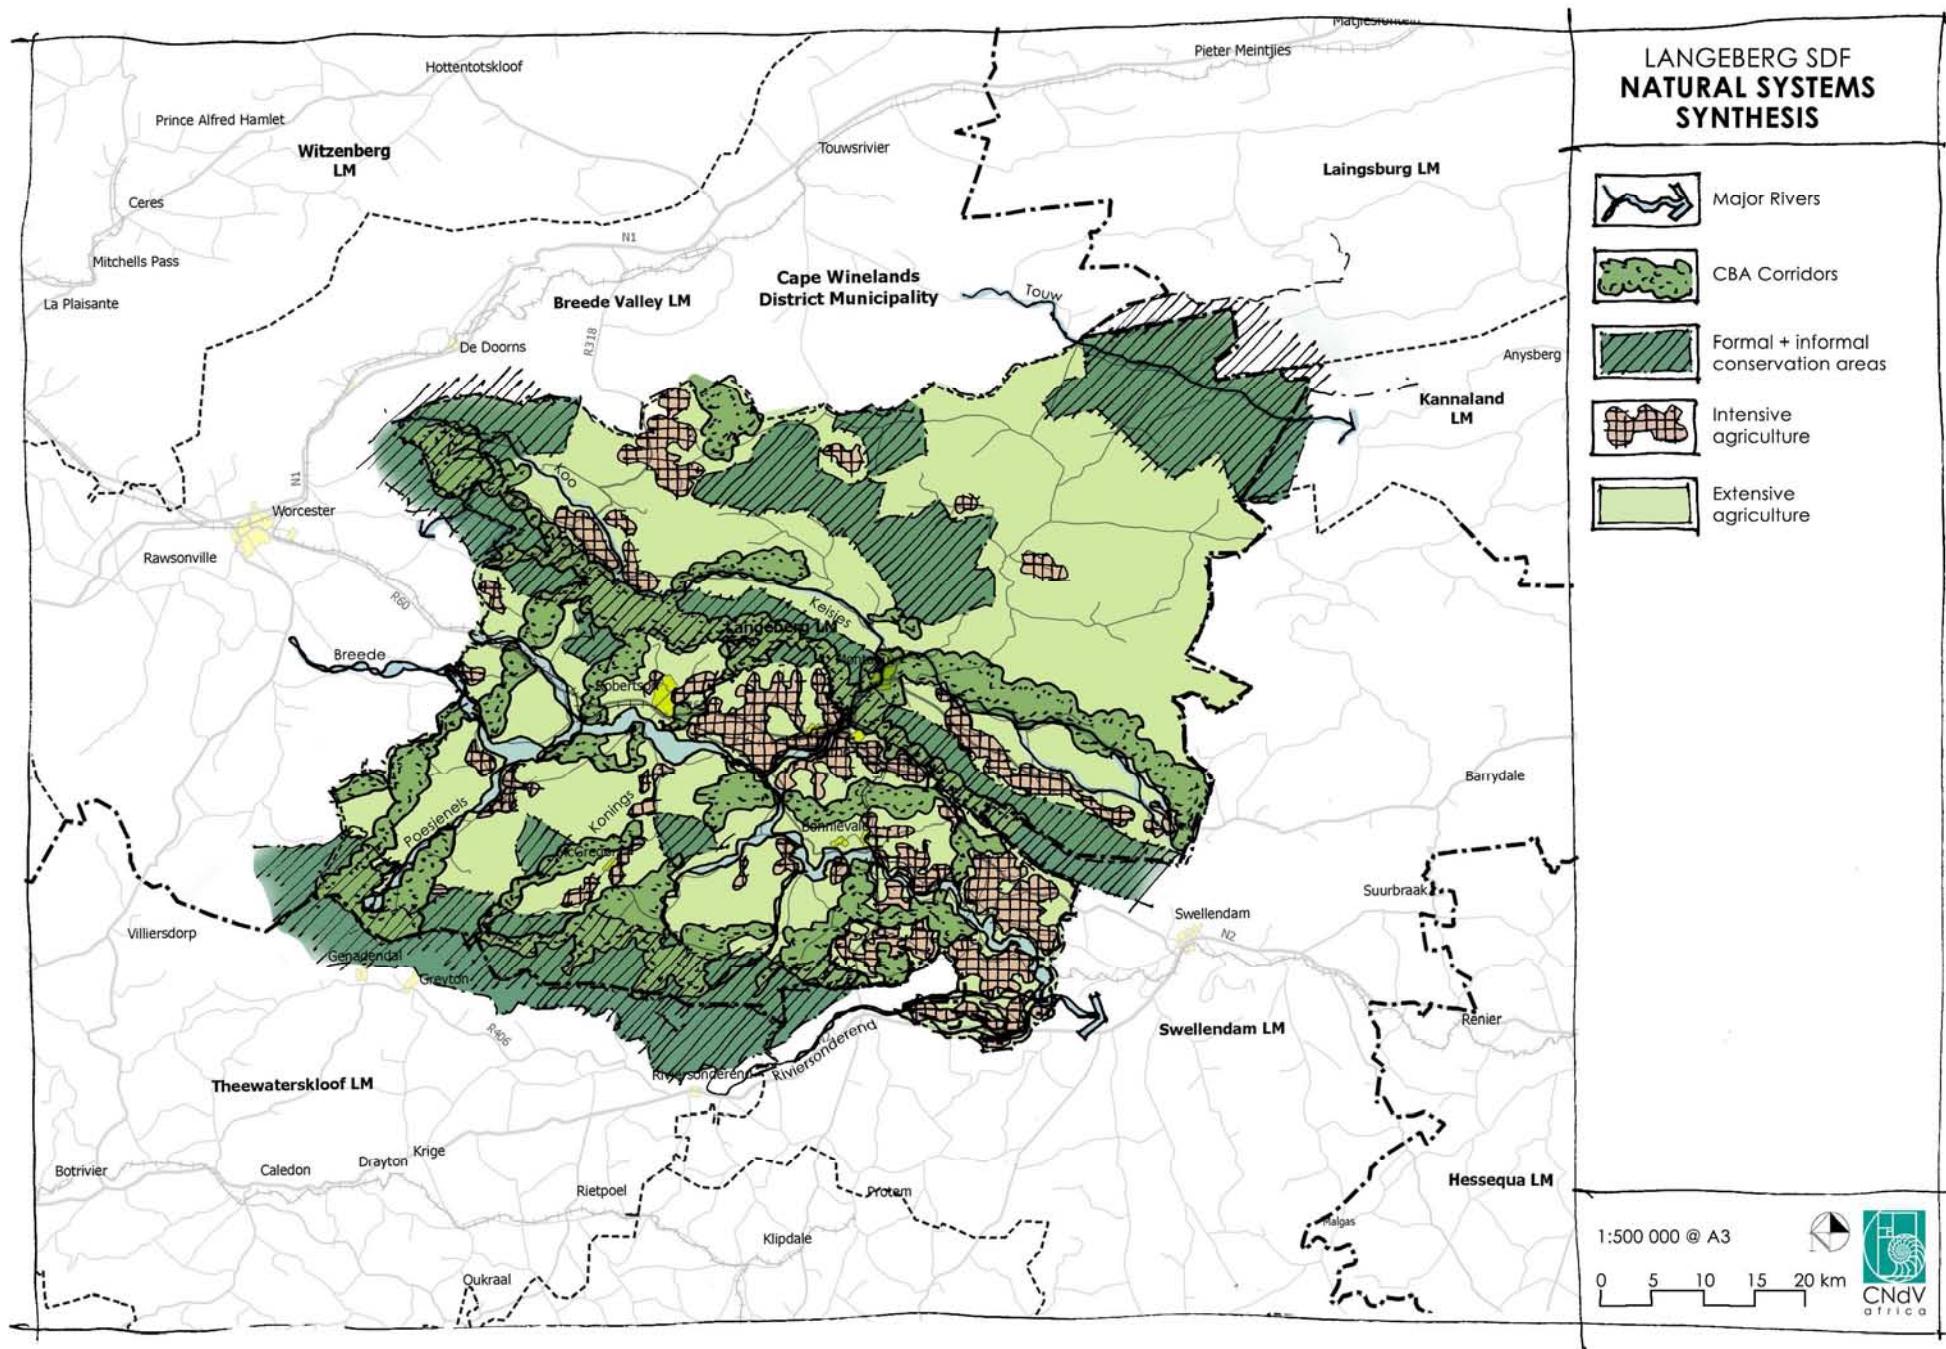 LANGEBERG SDF
NATURAL SYSTEMS
SYNTHESIS
Major Rivers
CBA Corridors
Formal + informal
conservation areas
Intensive
agriculture
Extensive
agriculture
1:500 000 @ A3
0 5 10 15 20 km
CNdV
africa
Pieter Meintjies
Hottentotskloof
Prince Alfred Hamlet
Witzenberg
LM
Touwsrivier
Laingsburg LM
Ceres
N1
Mitchells Pass
La Plaisante
Cape Winelands
District Municipality
Breede Valley LM
Touw
R318
De Doorns
Anysberg
Kannaland
LM
N1
Koo
Worcester
Rawsonville
R60
Keisies
Langeberg LM
Breede
Robertson
Barrydale
Poesjenels
Konings
Bonnievale
McGregor
Suurbraak
Swellendam
N2
Villiersdorp
Genadendal
Greyton
R406
Riviersonderend
Riviersonderend
Swellendam LM
Renier
Theewaterskloof LM
Krige
Drayton
Caledon
Botrivier
Rietpoel
Protem
Hessequa LM
Malgas
Klipdale
Oukraal